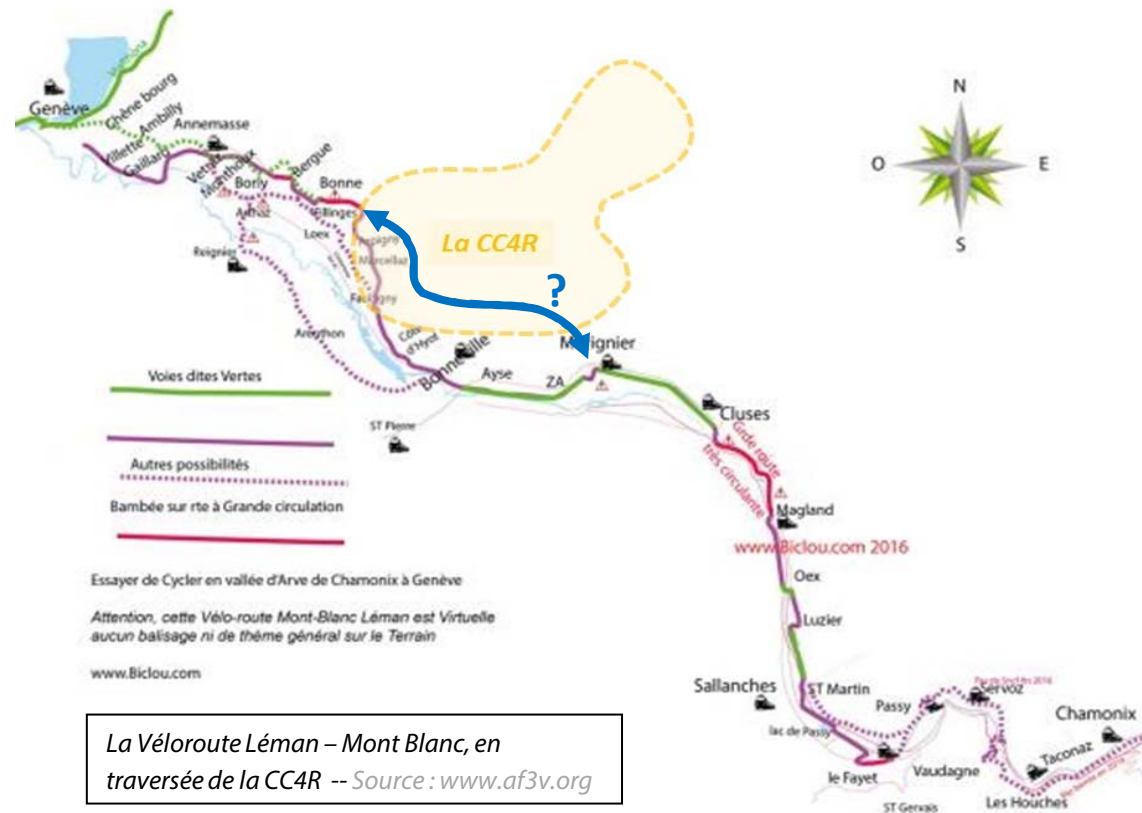 Genève
Chêne bourg
Ambilly
Annemasse
Villette
Gaillard
Monthoux
Borly
Bergue
Bonne
Fillinges
Loex
Reignier
Marcellaz
Arenthon
Côte
d'Hyot
Bonneville
Ayse
ZA
ST Pierre
La CC4R
?
N
O
E
S
Cluses
Grde route
très circulante
Magland
www.Biclou.com 2016
Oex
Luzier
Sallanches
ST Martin
Passy
Servoz
Chamonix
lac de Passy
le Fayet
Vaudagne
Taconaz
ST Gervais
Les Houches
Voies dites Vertes
Autres possibilités
Bambée sur rte à Grande circulation
Essayer de Cycler en vallée d'Arve de Chamonix à Genève
Attention, cette Vélo-route Mont-Blanc Léman est Virtuelle
aucun balisage ni de thème général sur le Terrain
www.Biclou.com
La Véloroute Léman – Mont Blanc, en
traversée de la CC4R -- Source : www.af3v.org